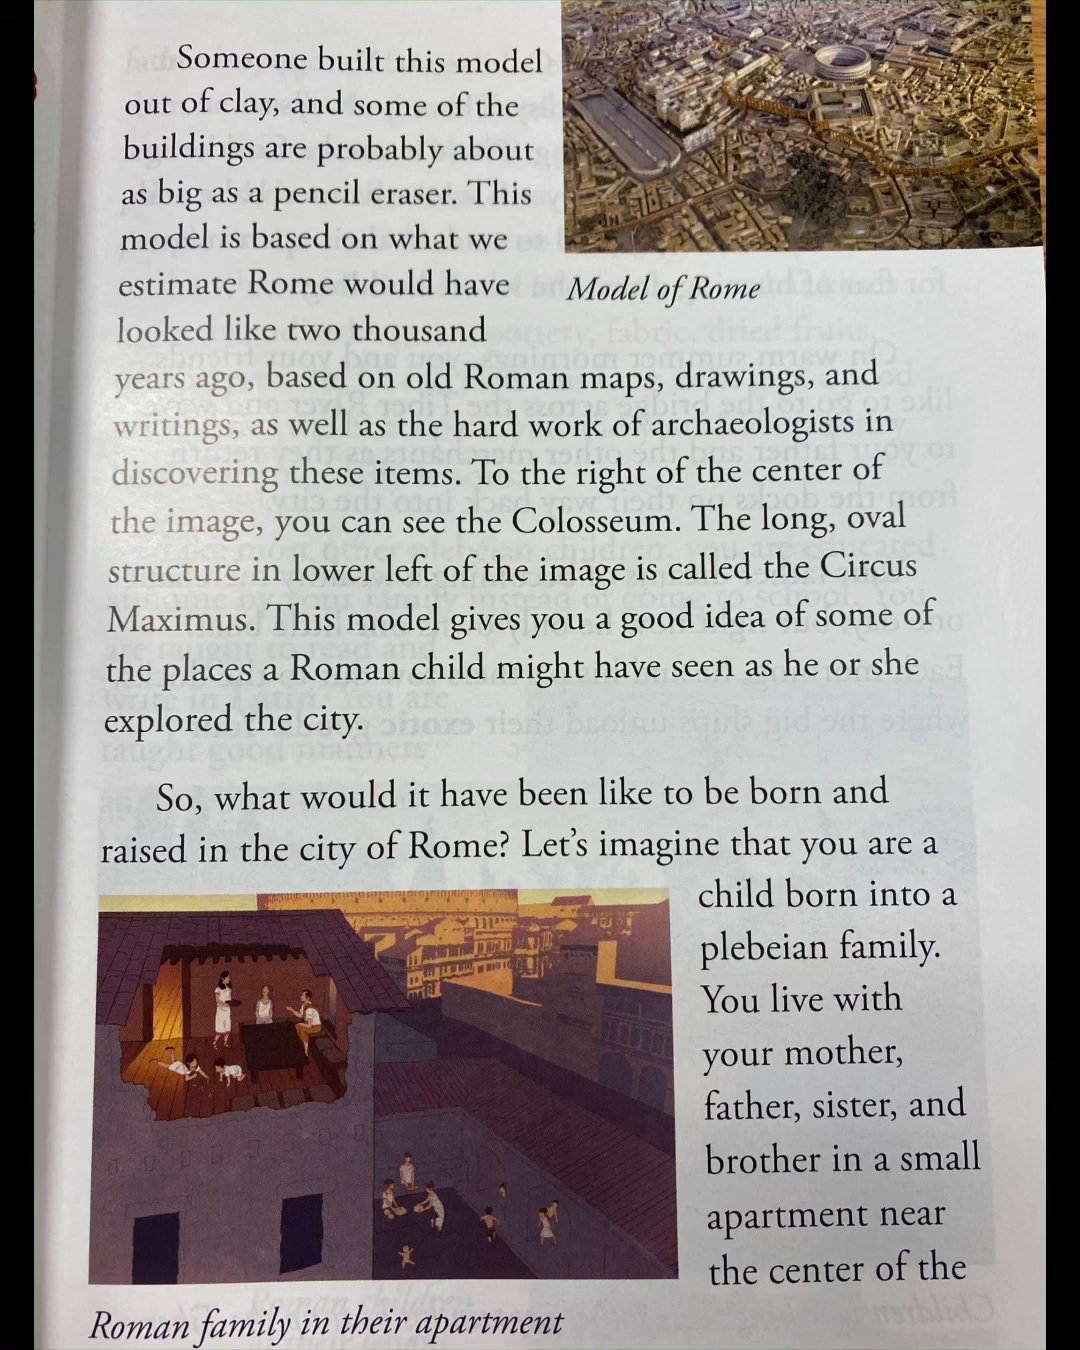 Someone built this model
out of clay, and some of the
buildings are probably about
as big as a pencil eraser. This
model is based on what we
estimate Rome would have
looked like two thousand
Model of Rome
years ago, based on old Roman maps, drawings, and
writings, as well as the hard work of archaeologists in
discovering these items. To the right of the center of
the image, you can see the Colosseum. The long, oval
structure in lower left of the image is called the Circus
Maximus. This model gives you a good idea of some of
the places a Roman child might have seen as he or she
explored the city.
So, what would it have been like to be born and
raised in the city of Rome? Let's imagine that you are a
child born into a
plebeian family.
You live with
your mother,
father, sister, and
brother in a small
apartment near
the center of the
Roman family in their apartment